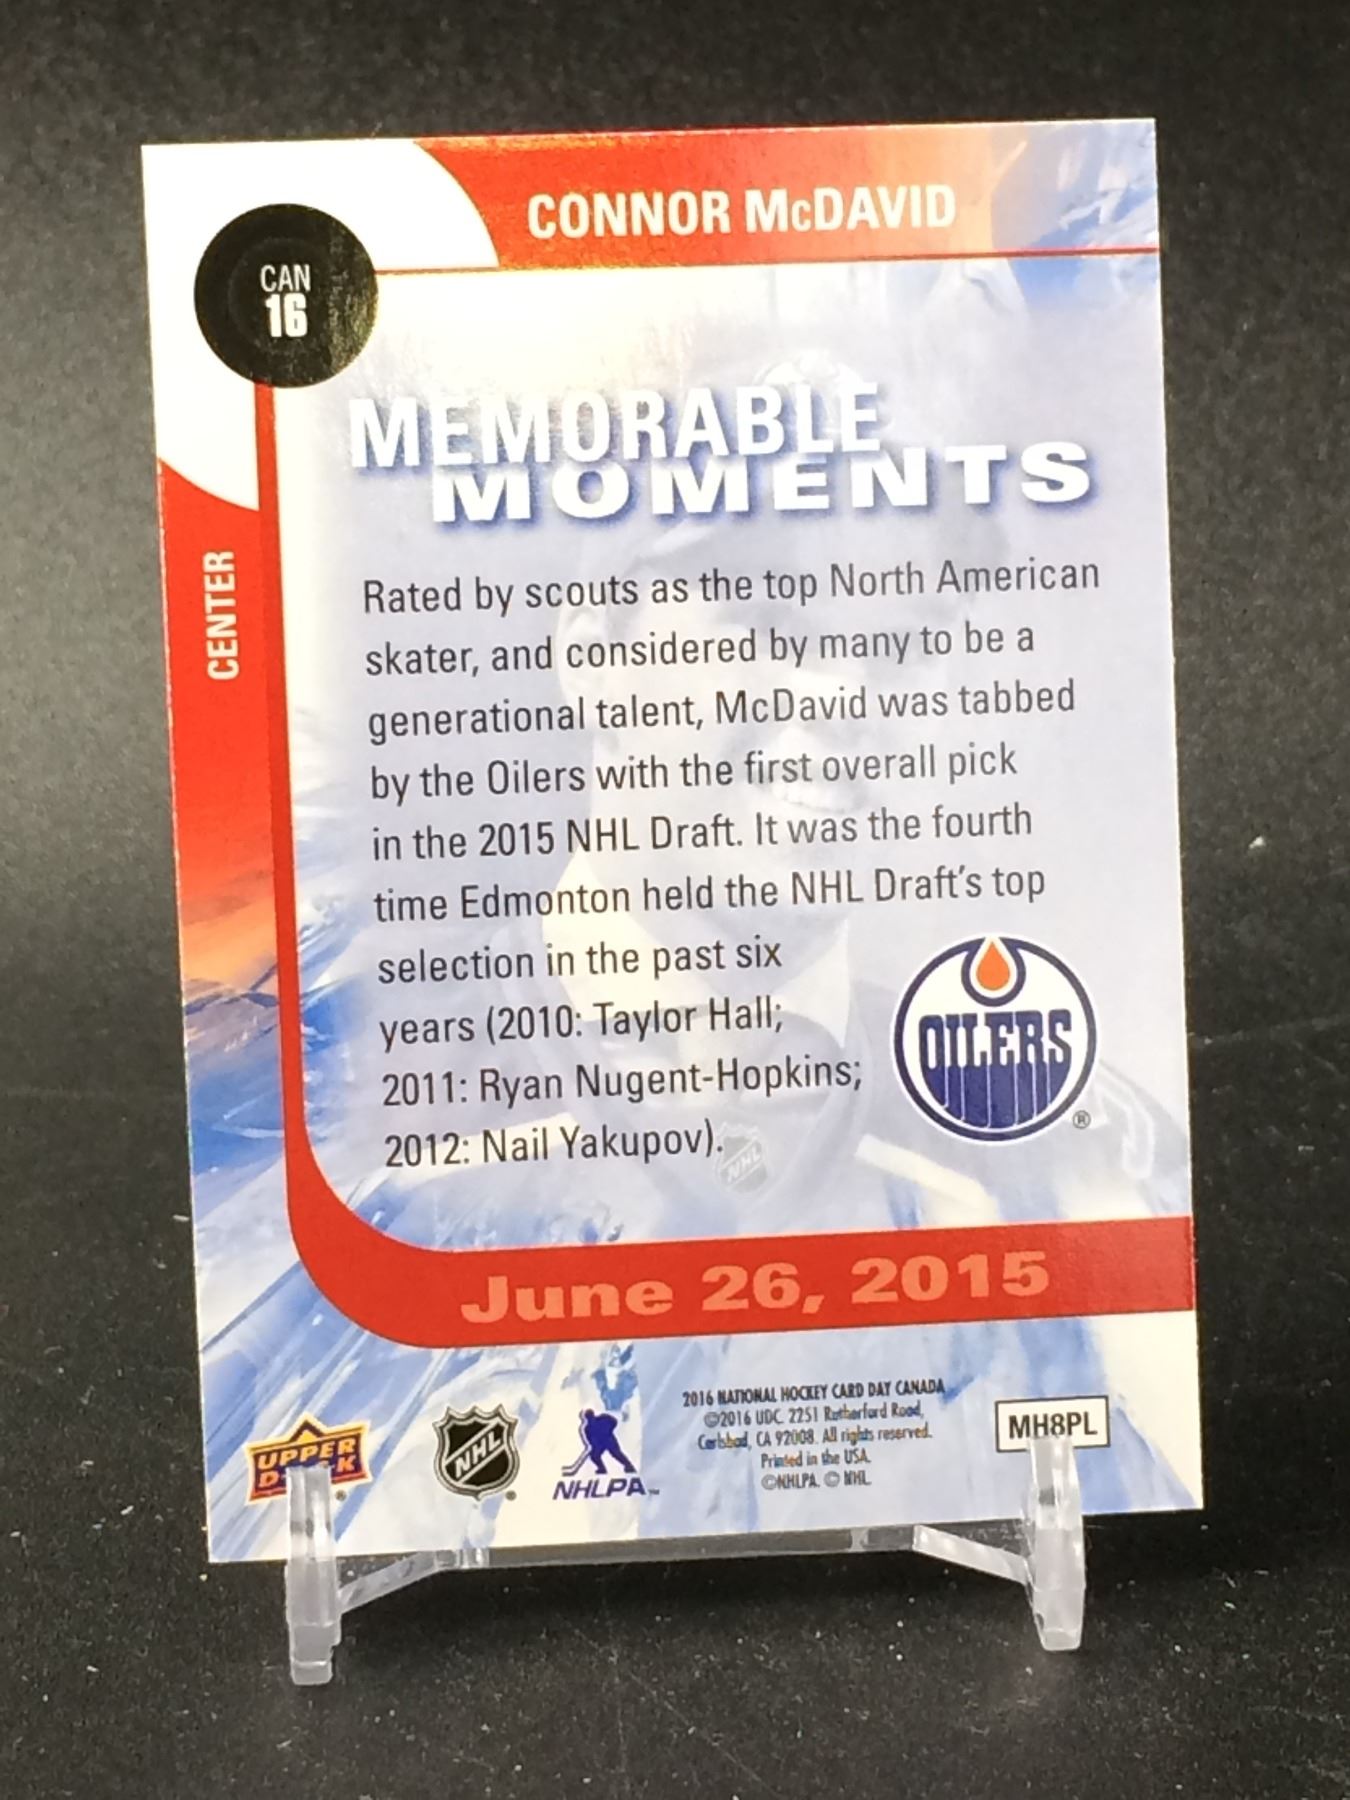 CONNOR McDAVID
CAN
16
MEMORABLE
MOMENTS
CENTER
Rated by scouts as the top North American
skater, and considered by many to be a
generational talent, McDavid was tabbed
by the Oilers with the first overall pick
in the 2015 NHL Draft. It was the fourth
time Edmonton held the NHL Draft's top
selection in the past six
years (2010: Taylor Hall;
2011: Ryan Nugent-Hopkins;
2012: Nail Yakupov).
OILERS
®
NHL
June 26, 2015
UPPER
DECK
®
NHL
®
NHLPA™
2016 NATIONAL HOCKEY CARD DAY CANADA
©2016 UDC. 2251 Rutherford Road,
Carlsbad, CA 92008. All rights reserved.
Printed in the USA.
©NHLPA. © NHL
MH8PL